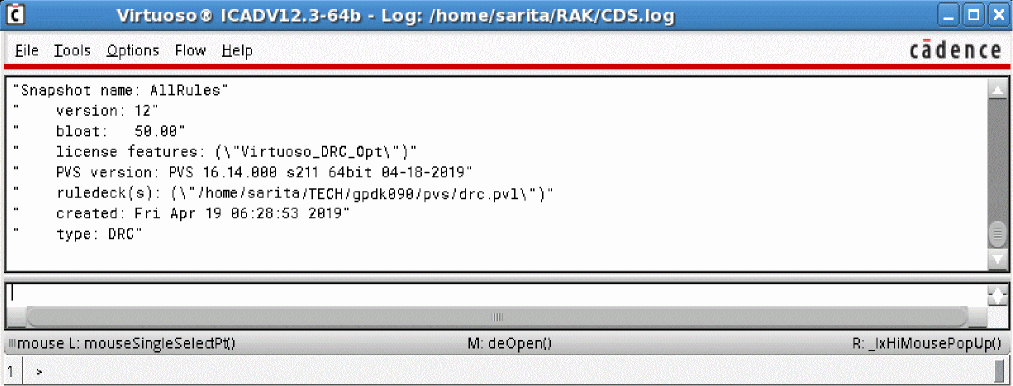 Virtuoso® ICADV12.3-64b - Log: /home/sarita/RAK/CDS.log
File Tools Options Flow Help cādence
"Snapshot name: AllRules"
" version: 12"
" bloat: 50.00"
" license features: (\"Virtuoso_DRC_Opt\")"
" PVS version: PVS 16.14.000 s211 64bit 04-18-2019"
" ruledeck(s): (\"/home/sarita/TECH/gpdk090/pvs/drc.pvl\")"
" created: Fri Apr 19 06:28:53 2019"
" type: DRC"
mouse L: mouseSingleSelectPt() M: deOpen() R: _lxHiMousePopUp()
1 >